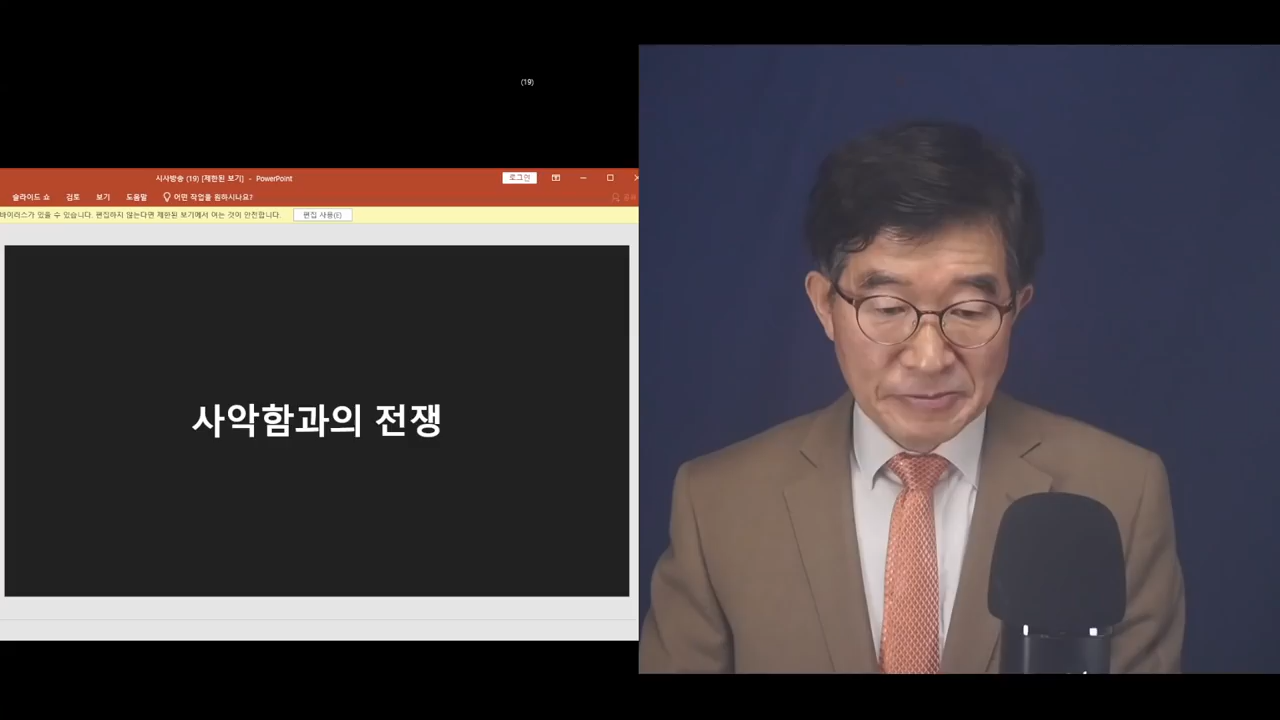 (19)
시사방송 (19) [제한된 보기] - PowerPoint
로그인
슬라이드 쇼 검토 보기 도움말 어떤 작업을 원하시나요? 공유
바이러스가 있을 수 있습니다. 편집하지 않는다면 제한된 보기에서 여는 것이 안전합니다. 편집 사용(E)
사악함과의 전쟁